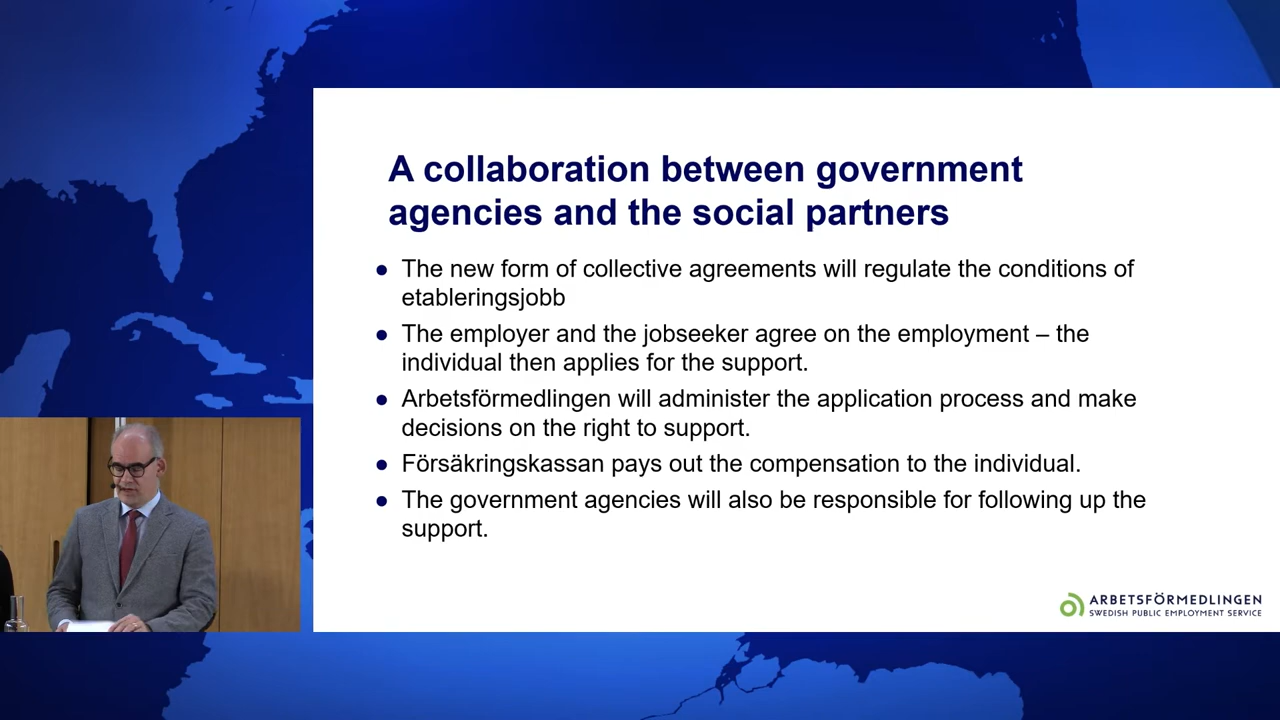 A collaboration between government
agencies and the social partners
● The new form of collective agreements will regulate the conditions of
etableringsjobb
● The employer and the jobseeker agree on the employment – the
individual then applies for the support.
● Arbetsförmedlingen will administer the application process and make
decisions on the right to support.
● Försäkringskassan pays out the compensation to the individual.
● The government agencies will also be responsible for following up the
support.
ARBETSFÖRMEDLINGEN
SWEDISH PUBLIC EMPLOYMENT SERVICE